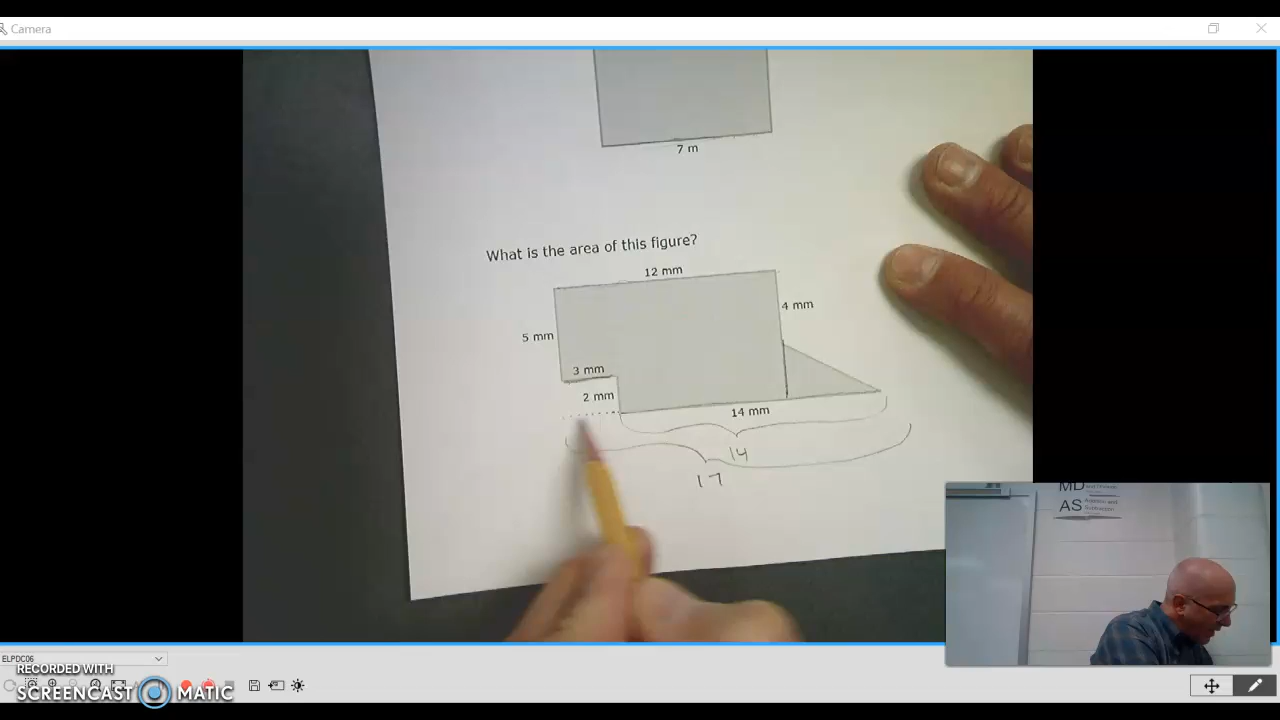 Camera
7 m
What is the area of this figure?
12 mm
4 mm
5 mm
3 mm
2 mm
14 mm
14
17
MD
AS
ELPDC06
RECORDED WITH
SCREENCAST MATIC